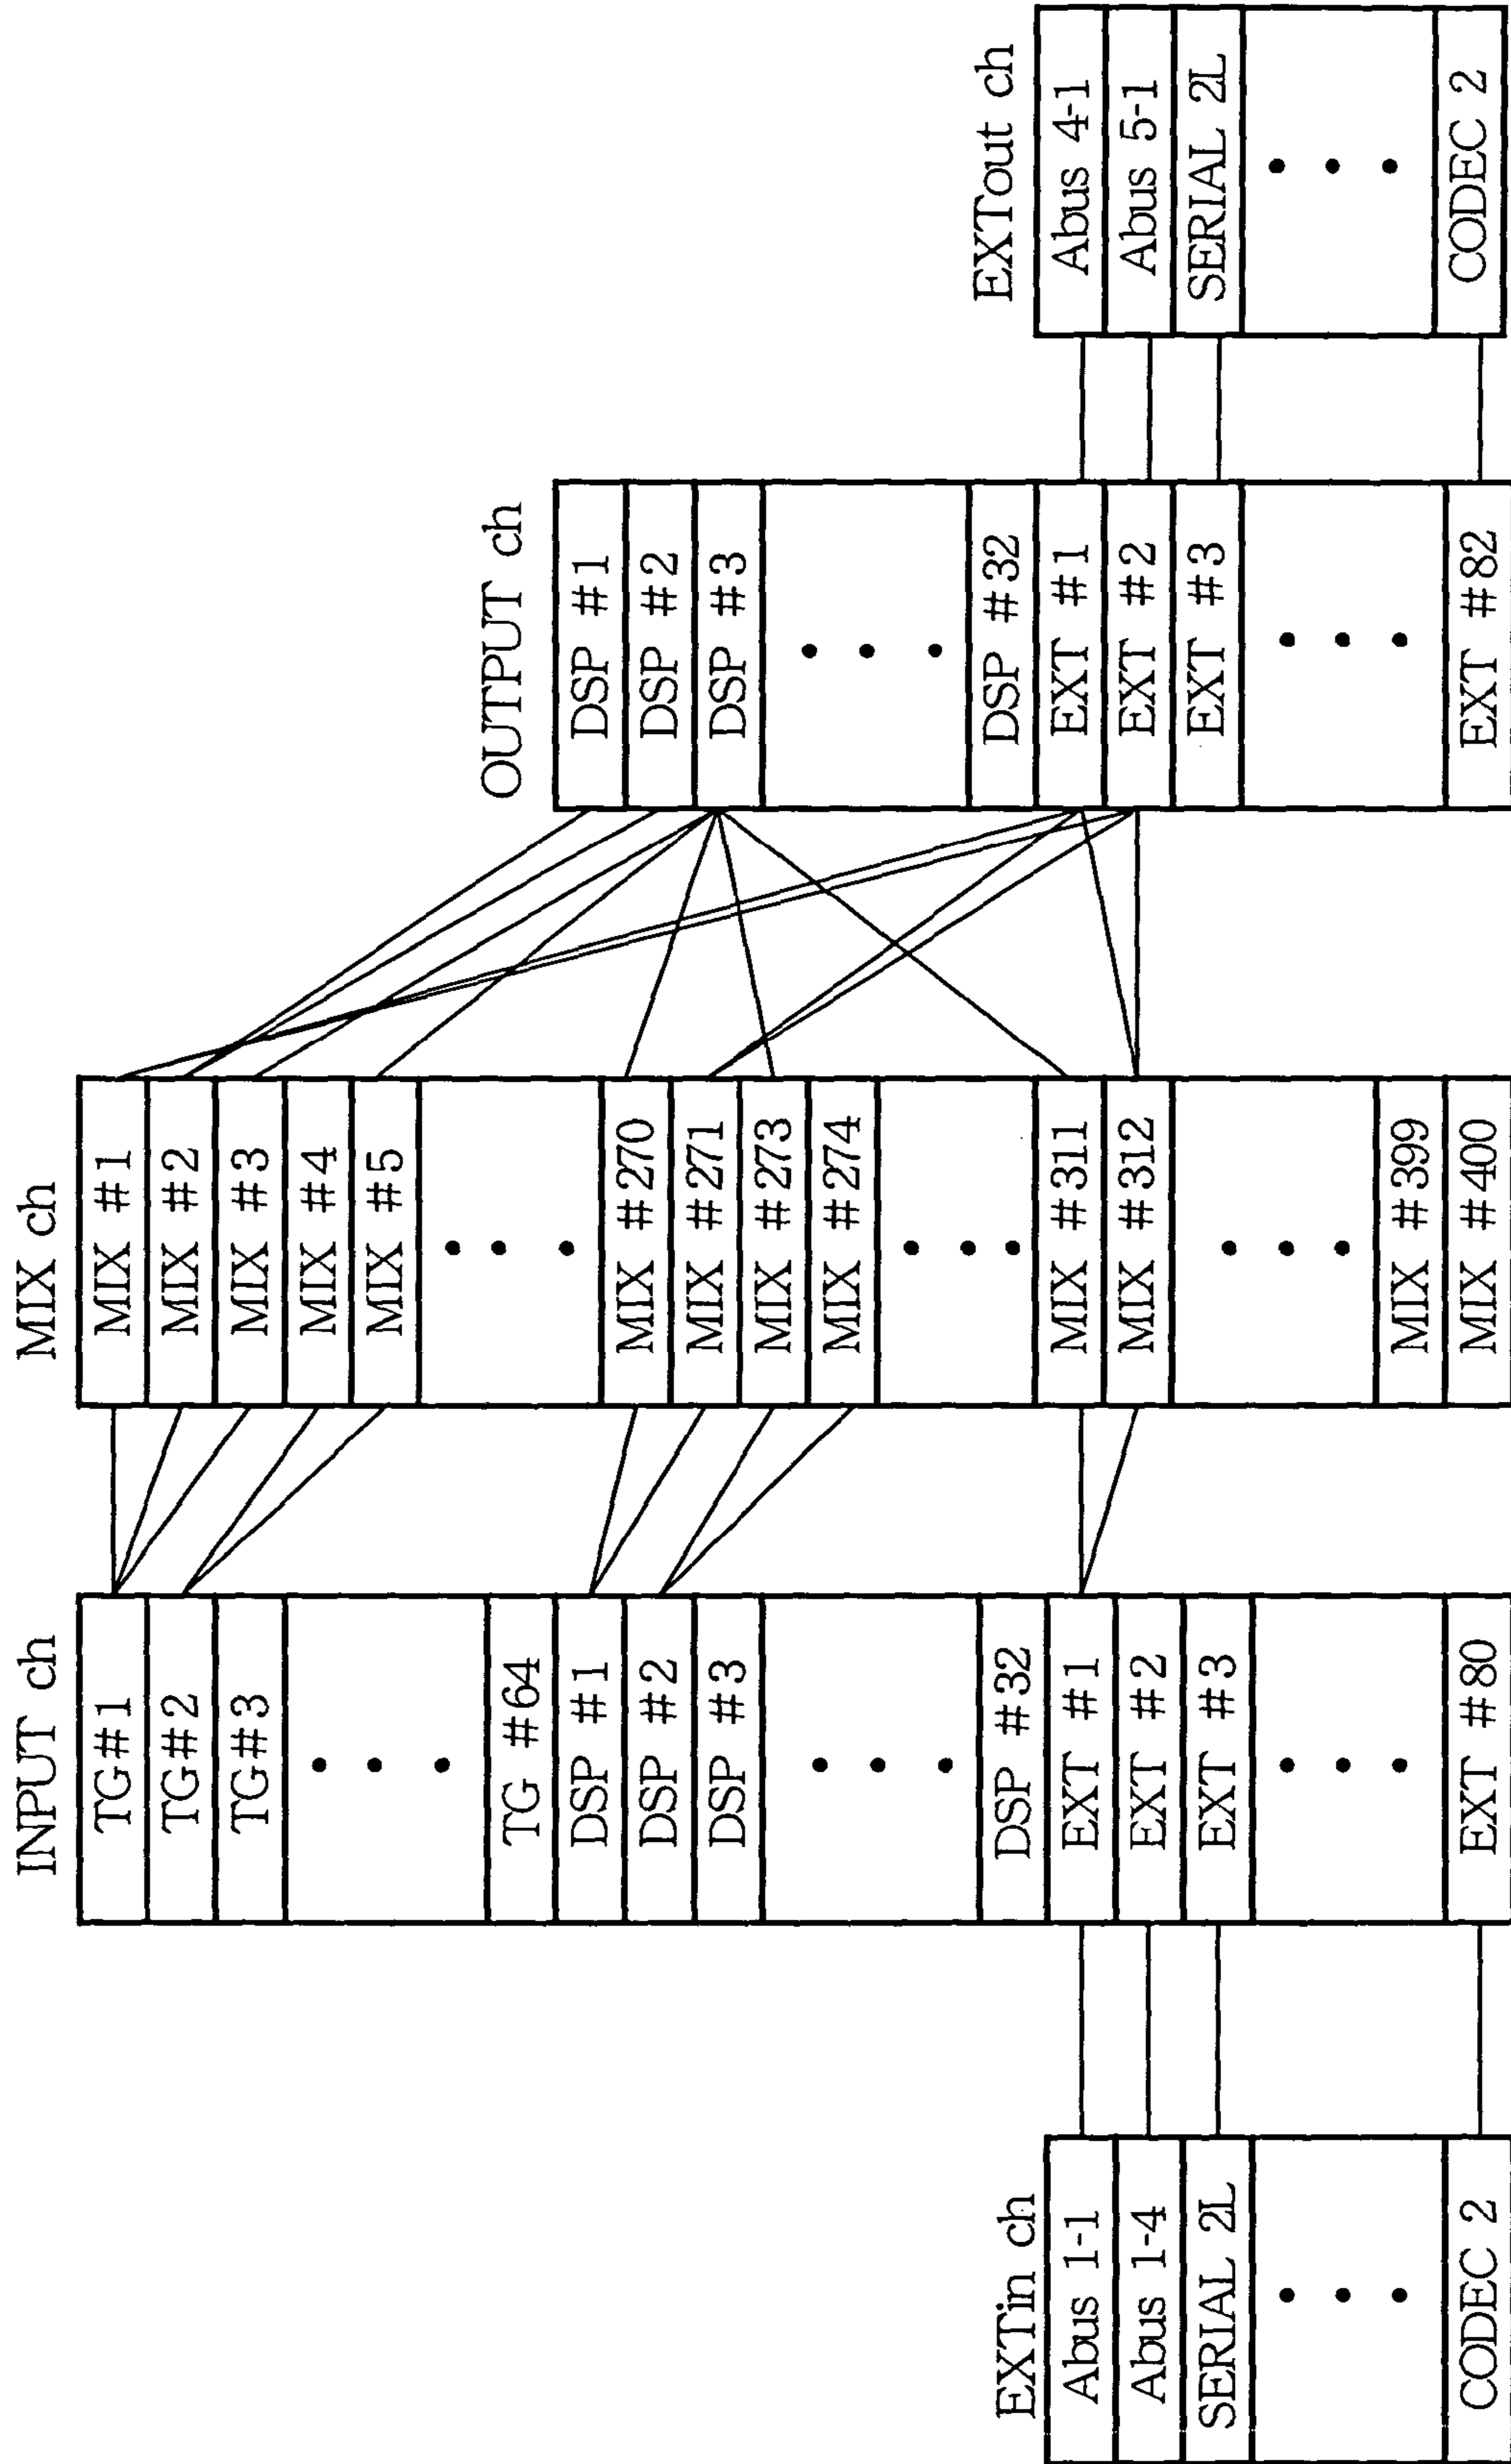 EXTin ch
Abus 1-1
Abus 1-4
SERIAL 2L
CODEC 2
INPUT ch
TG#1
TG#2
TG#3
TG #64
DSP #1
DSP #2
DSP #3
DSP #32
EXT #1
EXT #2
EXT #3
EXT #80
MIX ch
MIX #1
MIX #2
MIX #3
MIX #4
MIX #5
MIX #270
MIX #271
MIX #273
MIX #274
MIX #311
MIX #312
MIX #399
MIX #400
OUTPUT ch
DSP #1
DSP #2
DSP #3
DSP #32
EXT #1
EXT #2
EXT #3
EXT #82
EXTout ch
Abus 4-1
Abus 5-1
SERIAL 2L
CODEC 2